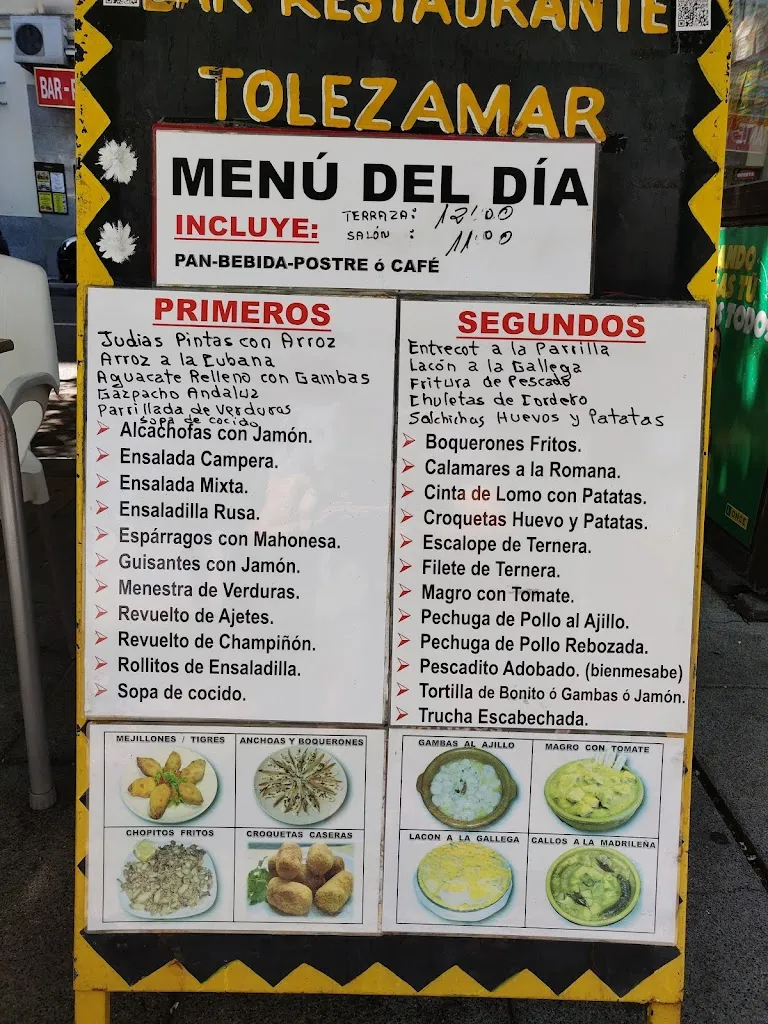 BAR RESTAURANTE
TOLEZAMAR
BAR-
MENÚ DEL DÍA
INCLUYE:
TERRAZA: 12'00
SALÓN : 11'00
PAN-BEBIDA-POSTRE ó CAFÉ
PRIMEROS
Judias Pintas con Arroz
Arroz a la Cubana
Aguacate Relleno con Gambas
Gazpacho Andaluz
Parrillada de Verduras
Sopa de cocido
Alcachofas con Jamón.
Ensalada Campera.
Ensalada Mixta.
Ensaladilla Rusa.
Espárragos con Mahonesa.
Guisantes con Jamón.
Menestra de Verduras.
Revuelto de Ajetes.
Revuelto de Champiñón.
Rollitos de Ensaladilla.
Sopa de cocido.
SEGUNDOS
Entrecot a la Parrilla
Lacón a la Gallega
Fritura de Pescado
Chuletas de Cordero
Salchichas Huevos y Patatas
Boquerones Fritos.
Calamares a la Romana.
Cinta de Lomo con Patatas.
Croquetas Huevo y Patatas.
Escalope de Ternera.
Filete de Ternera.
Magro con Tomate.
Pechuga de Pollo al Ajillo.
Pechuga de Pollo Rebozada.
Pescadito Adobado. (bienmesabe)
Tortilla de Bonito ó Gambas ó Jamón.
Trucha Escabechada.
MEJILLONES / TIGRES
ANCHOAS Y BOQUERONES
CHOPITOS FRITOS
CROQUETAS CASERAS
GAMBAS AL AJILLO
MAGRO CON TOMATE
LACON A LA GALLEGA
CALLOS A LA MADRILEÑA
TODO